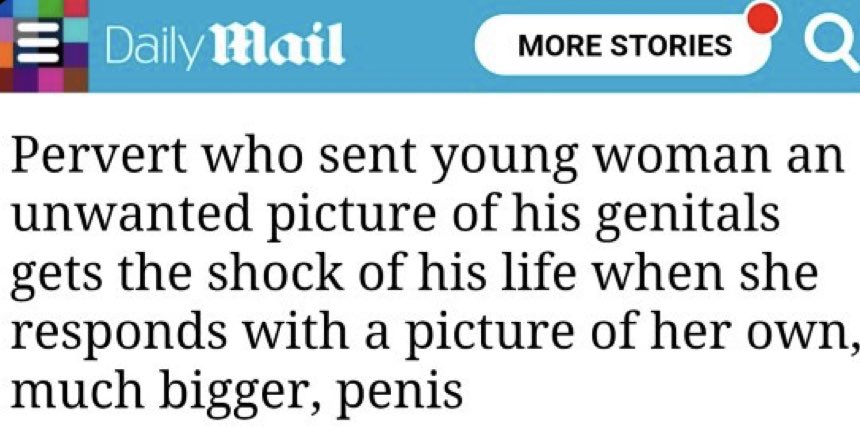 Daily Mail
MORE STORIES
Pervert who sent young woman an
unwanted picture of his genitals
gets the shock of his life when she
responds with a picture of her own,
much bigger, penis